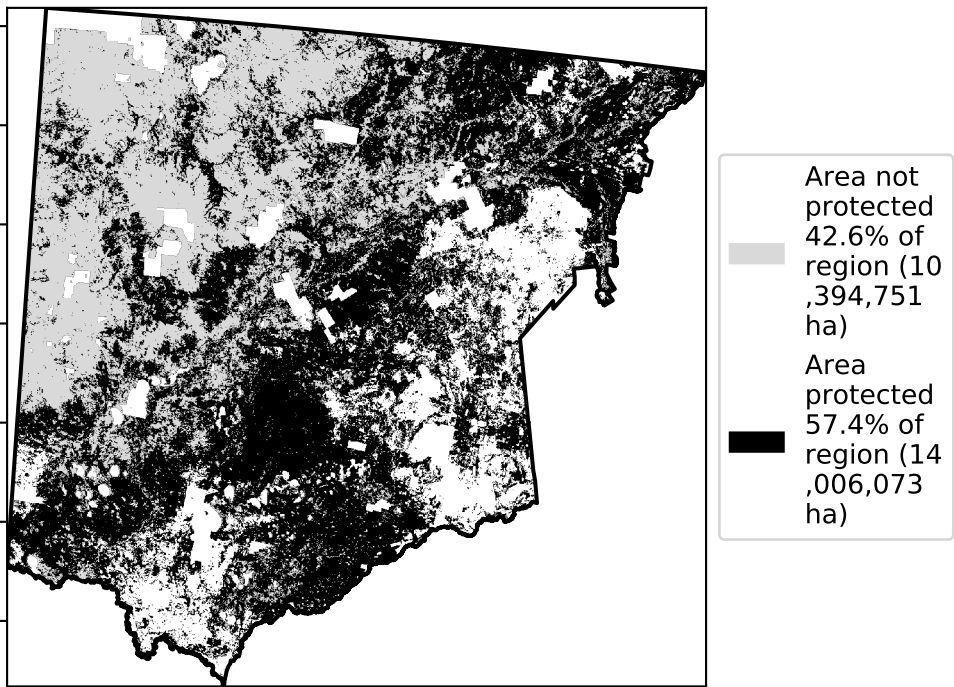 Area not
protected
42.6% of
region (10
,394,751
ha)
Area
protected
57.4% of
region (14
,006,073
ha)